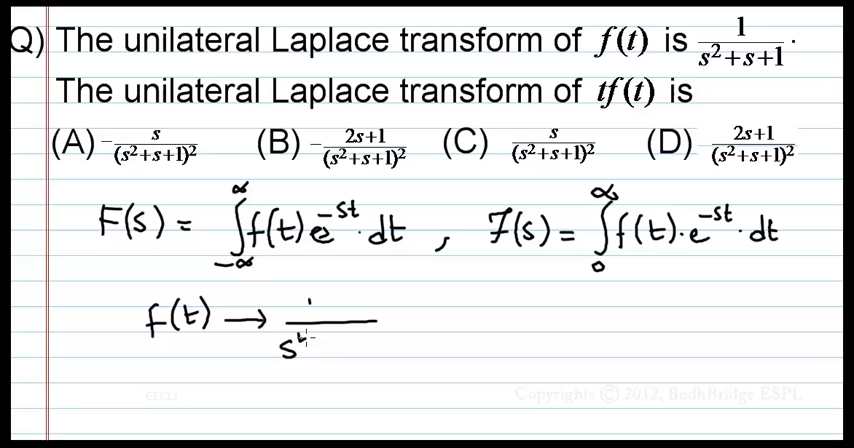 Q) The unilateral Laplace transform of f(t) is 1/(s²+s+1).
The unilateral Laplace transform of tf(t) is
(A) -s/(s²+s+1)² (B) -(2s+1)/(s²+s+1)² (C) s/(s²+s+1)² (D) (2s+1)/(s²+s+1)²
F(s) = ∫_{-∞}^{∞} f(t) e^{-st} · dt , F(s) = ∫_{0}^{∞} f(t) · e^{-st} · dt
f(t) → 1/s
GEC12 Copyrights © 2012, BodhBridge ESPL